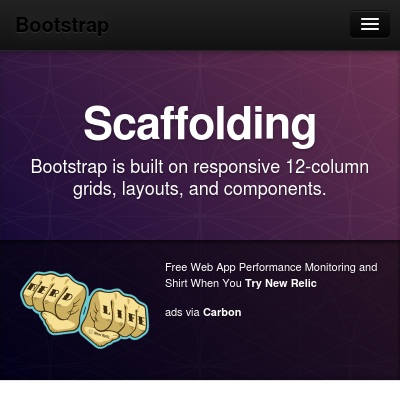 Bootstrap
Scaffolding
Bootstrap is built on responsive 12-column
grids, layouts, and components.
Free Web App Performance Monitoring and
Shirt When You Try New Relic
ads via Carbon
NERD
LIFE